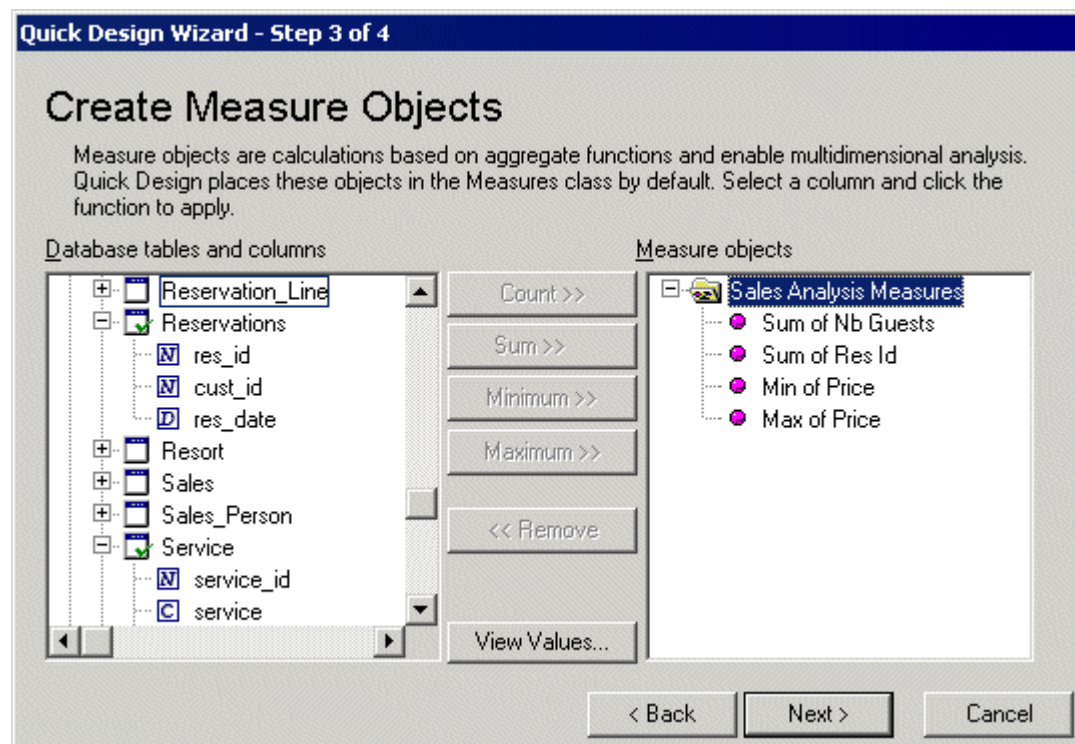 Quick Design Wizard - Step 3 of 4
Create Measure Objects
Measure objects are calculations based on aggregate functions and enable multidimensional analysis.
Quick Design places these objects in the Measures class by default. Select a column and click the
function to apply.
Database tables and columns
Reservation_Line
Reservations
N res_id
N cust_id
D res_date
Resort
Sales
Sales_Person
Service
N service_id
C service
Count >>
Sum >>
Minimum >>
Maximum >>
<< Remove
View Values...
Measure objects
Sales Analysis Measures
Sum of Nb Guests
Sum of Res Id
Min of Price
Max of Price
< Back
Next >
Cancel